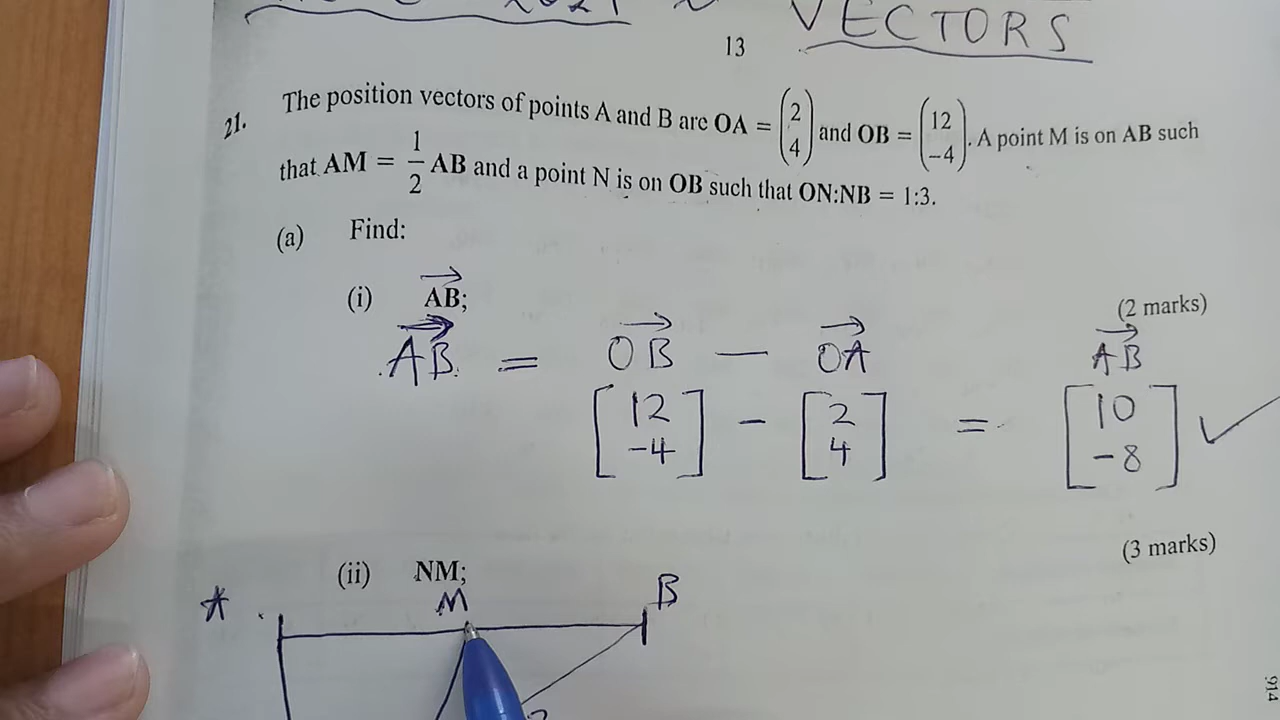 2021
VECTORS
13
21. The position vectors of points A and B are OA = (2 4) and OB = (12 -4). A point M is on AB such
that AM = 1/2 AB and a point N is on OB such that ON:NB = 1:3.
(a) Find:
(i) AB; (2 marks)
AB = OB — OA AB
[12 -4] - [2 4] = [10 -8] ✓
(3 marks)
(ii) NM;
A M B
914